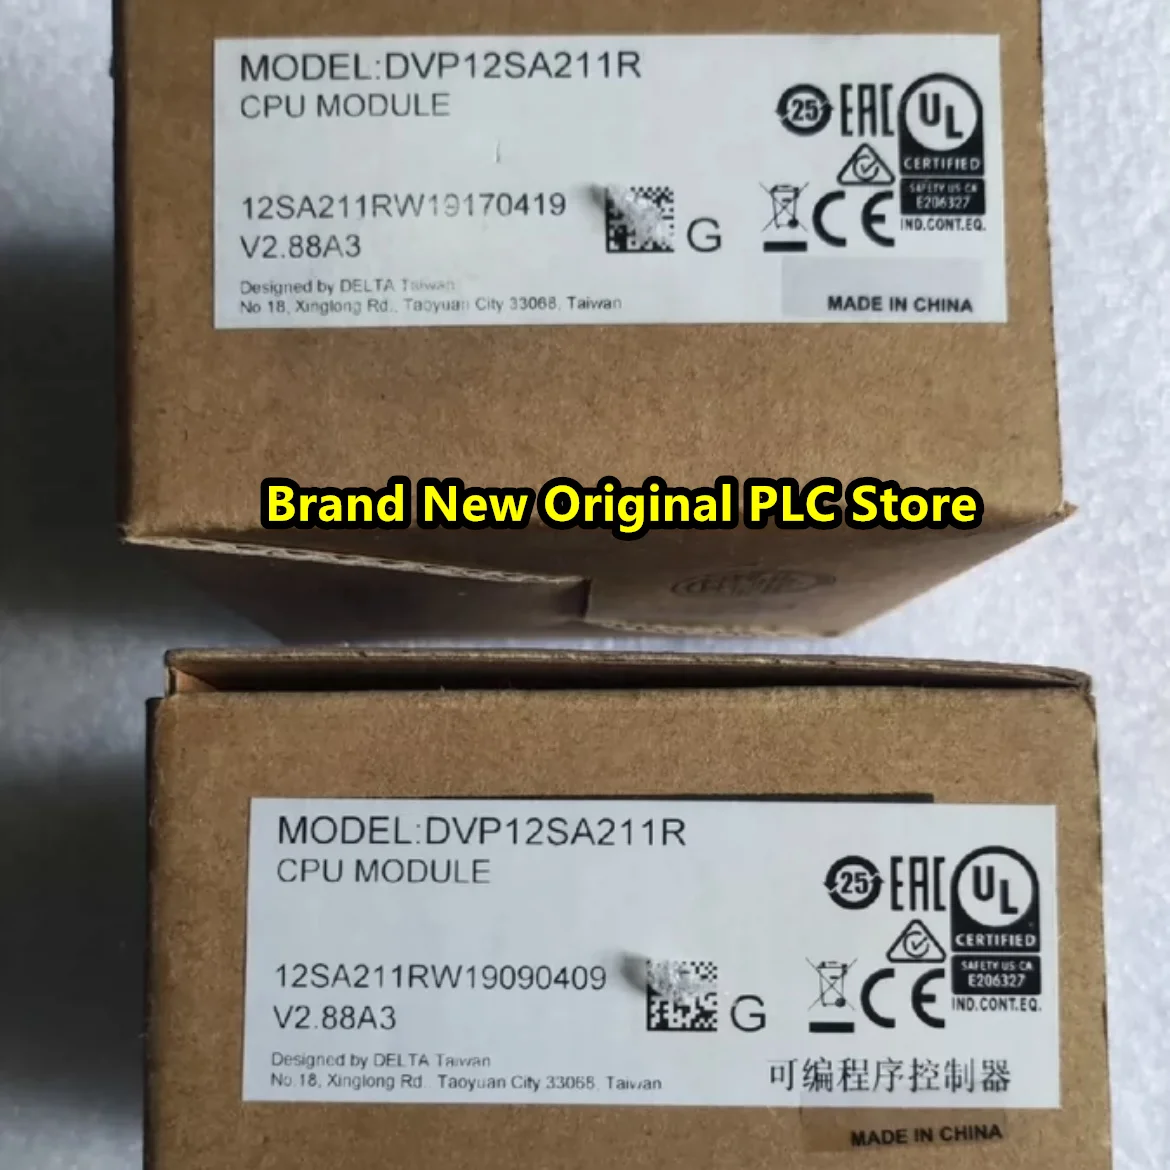 MODEL:DVP12SA211R
CPU MODULE
25 EAC UL
CERTIFIED
SAFETY US CA
E206327
IND.CONT.EQ.
12SA211RW19170419
G
CE
V2.88A3
Designed by DELTA Taiwan
No.18, Xinglong Rd., Taoyuan City 33068, Taiwan
MADE IN CHINA
Brand New Original PLC Store
MODEL:DVP12SA211R
CPU MODULE
25 EAC UL
CERTIFIED
SAFETY US CA
E206327
IND.CONT.EQ.
12SA211RW19090409
G
CE
V2.88A3
Designed by DELTA Taiwan
No.18, Xinglong Rd., Taoyuan City 33068, Taiwan
可编程序控制器
MADE IN CHINA